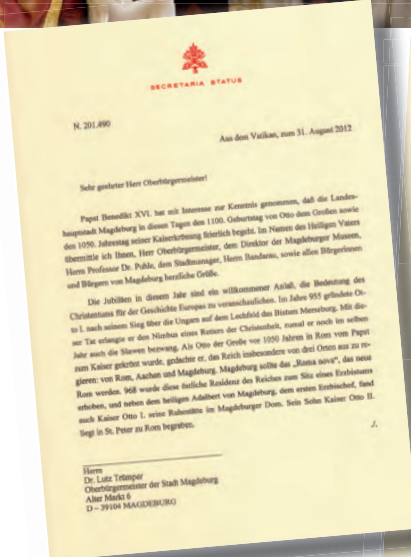 SECRETARIA STATUS
N. 201.490
Aus dem Vatikan, zum 31. August 2012
Sehr geehrter Herr Oberbürgermeister!
Papst Benedikt XVI. hat mit Interesse zur Kenntnis genommen, daß die Landes-
hauptstadt Magdeburg in diesen Tagen den 1100. Geburtstag von Otto dem Großen sowie
den 1050. Jahrestag seiner Kaiserkrönung feierlich begeht. Im Namen des Heiligen Vaters
übermittle ich Ihnen, Herr Oberbürgermeister, dem Direktor der Magdeburger Museen,
Herrn Professor Dr. Puhle, dem Stadtmanager, Herrn Bandarau, sowie allen Bürgerinnen
und Bürgern von Magdeburg herzliche Grüße.
Die Jubiläen in diesem Jahr sind ein willkommener Anlaß, die Bedeutung des
Christentums für der Geschichte Europas zu veranschaulichen. Im Jahre 955 gründete Ot-
to I. nach seinem Sieg über die Ungarn auf dem Lechfeld das Bistum Merseburg. Mit die-
ser Tat erlangte er den Nimbus eines Retters der Christenheit, zumal er noch im selben
Jahr auch die Slawen bezwang. Als Otto der Große vor 1050 Jahren in Rom vom Papst
zum Kaiser gekrönt wurde, gedachte er, das Reich insbesondere von drei Orten aus zu re-
gieren: von Rom, Aachen und Magdeburg. Magdeburg sollte das „Roma nova“, das neue
Rom werden. 968 wurde diese östliche Residenz des Reiches zum Sitz eines Erzbistums
erhoben, und neben dem heiligen Adalbert von Magdeburg, dem ersten Erzbischof, fand
auch Kaiser Otto I. seine Ruhestätte im Magdeburger Dom. Sein Sohn Kaiser Otto II.
liegt in St. Peter zu Rom begraben.
./.
Herrn
Dr. Lutz Trümper
Oberbürgermeister der Stadt Magdeburg
Alter Markt 6
D – 39104 MAGDEBURG